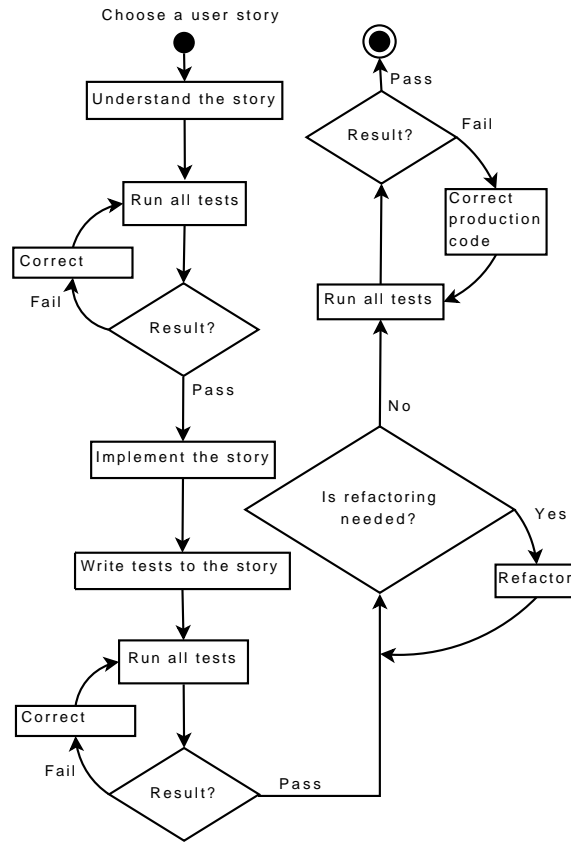 Choose a user story
Understand the story
Run all tests
Correct
Fail
Result?
Pass
Implement the story
Write tests to the story
Run all tests
Correct
Fail
Result?
Pass
Is refactoring
needed?
Yes
Refactor
No
Run all tests
Result?
Fail
Correct
production
code
Pass